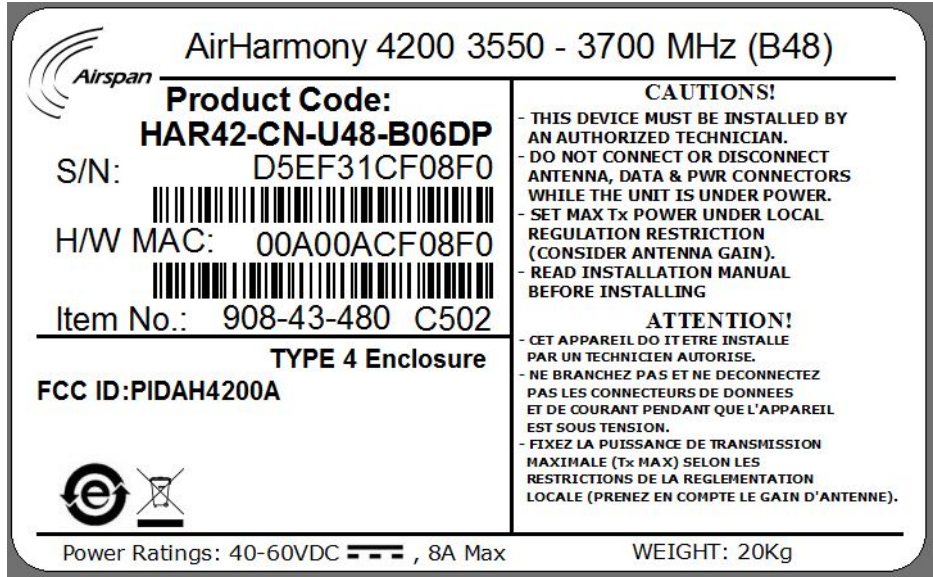 Airspan
AirHarmony 4200 3550 - 3700 MHz (B48)
Product Code:
HAR42-CN-U48-B06DP
S/N: D5EF31CF08F0
H/W MAC: 00A00ACF08F0
Item No.: 908-43-480 C502
TYPE 4 Enclosure
FCC ID:PIDAH4200A
e
CAUTIONS!
- THIS DEVICE MUST BE INSTALLED BY
AN AUTHORIZED TECHNICIAN.
- DO NOT CONNECT OR DISCONNECT
ANTENNA, DATA & PWR CONNECTORS
WHILE THE UNIT IS UNDER POWER.
- SET MAX Tx POWER UNDER LOCAL
REGULATION RESTRICTION
(CONSIDER ANTENNA GAIN).
- READ INSTALLATION MANUAL
BEFORE INSTALLING
ATTENTION!
- CET APPAREIL DO IT ETRE INSTALLE
PAR UN TECHNICIEN AUTORISE.
- NE BRANCHEZ PAS ET NE DECONNECTEZ
PAS LES CONNECTEURS DE DONNEES
ET DE COURANT PENDANT QUE L'APPAREIL
EST SOUS TENSION.
- FIXEZ LA PUISSANCE DE TRANSMISSION
MAXIMALE (Tx MAX) SELON LES
RESTRICTIONS DE LA REGLEMENTATION
LOCALE (PRENEZ EN COMPTE LE GAIN D'ANTENNE).
Power Ratings: 40-60VDC , 8A Max
WEIGHT: 20Kg